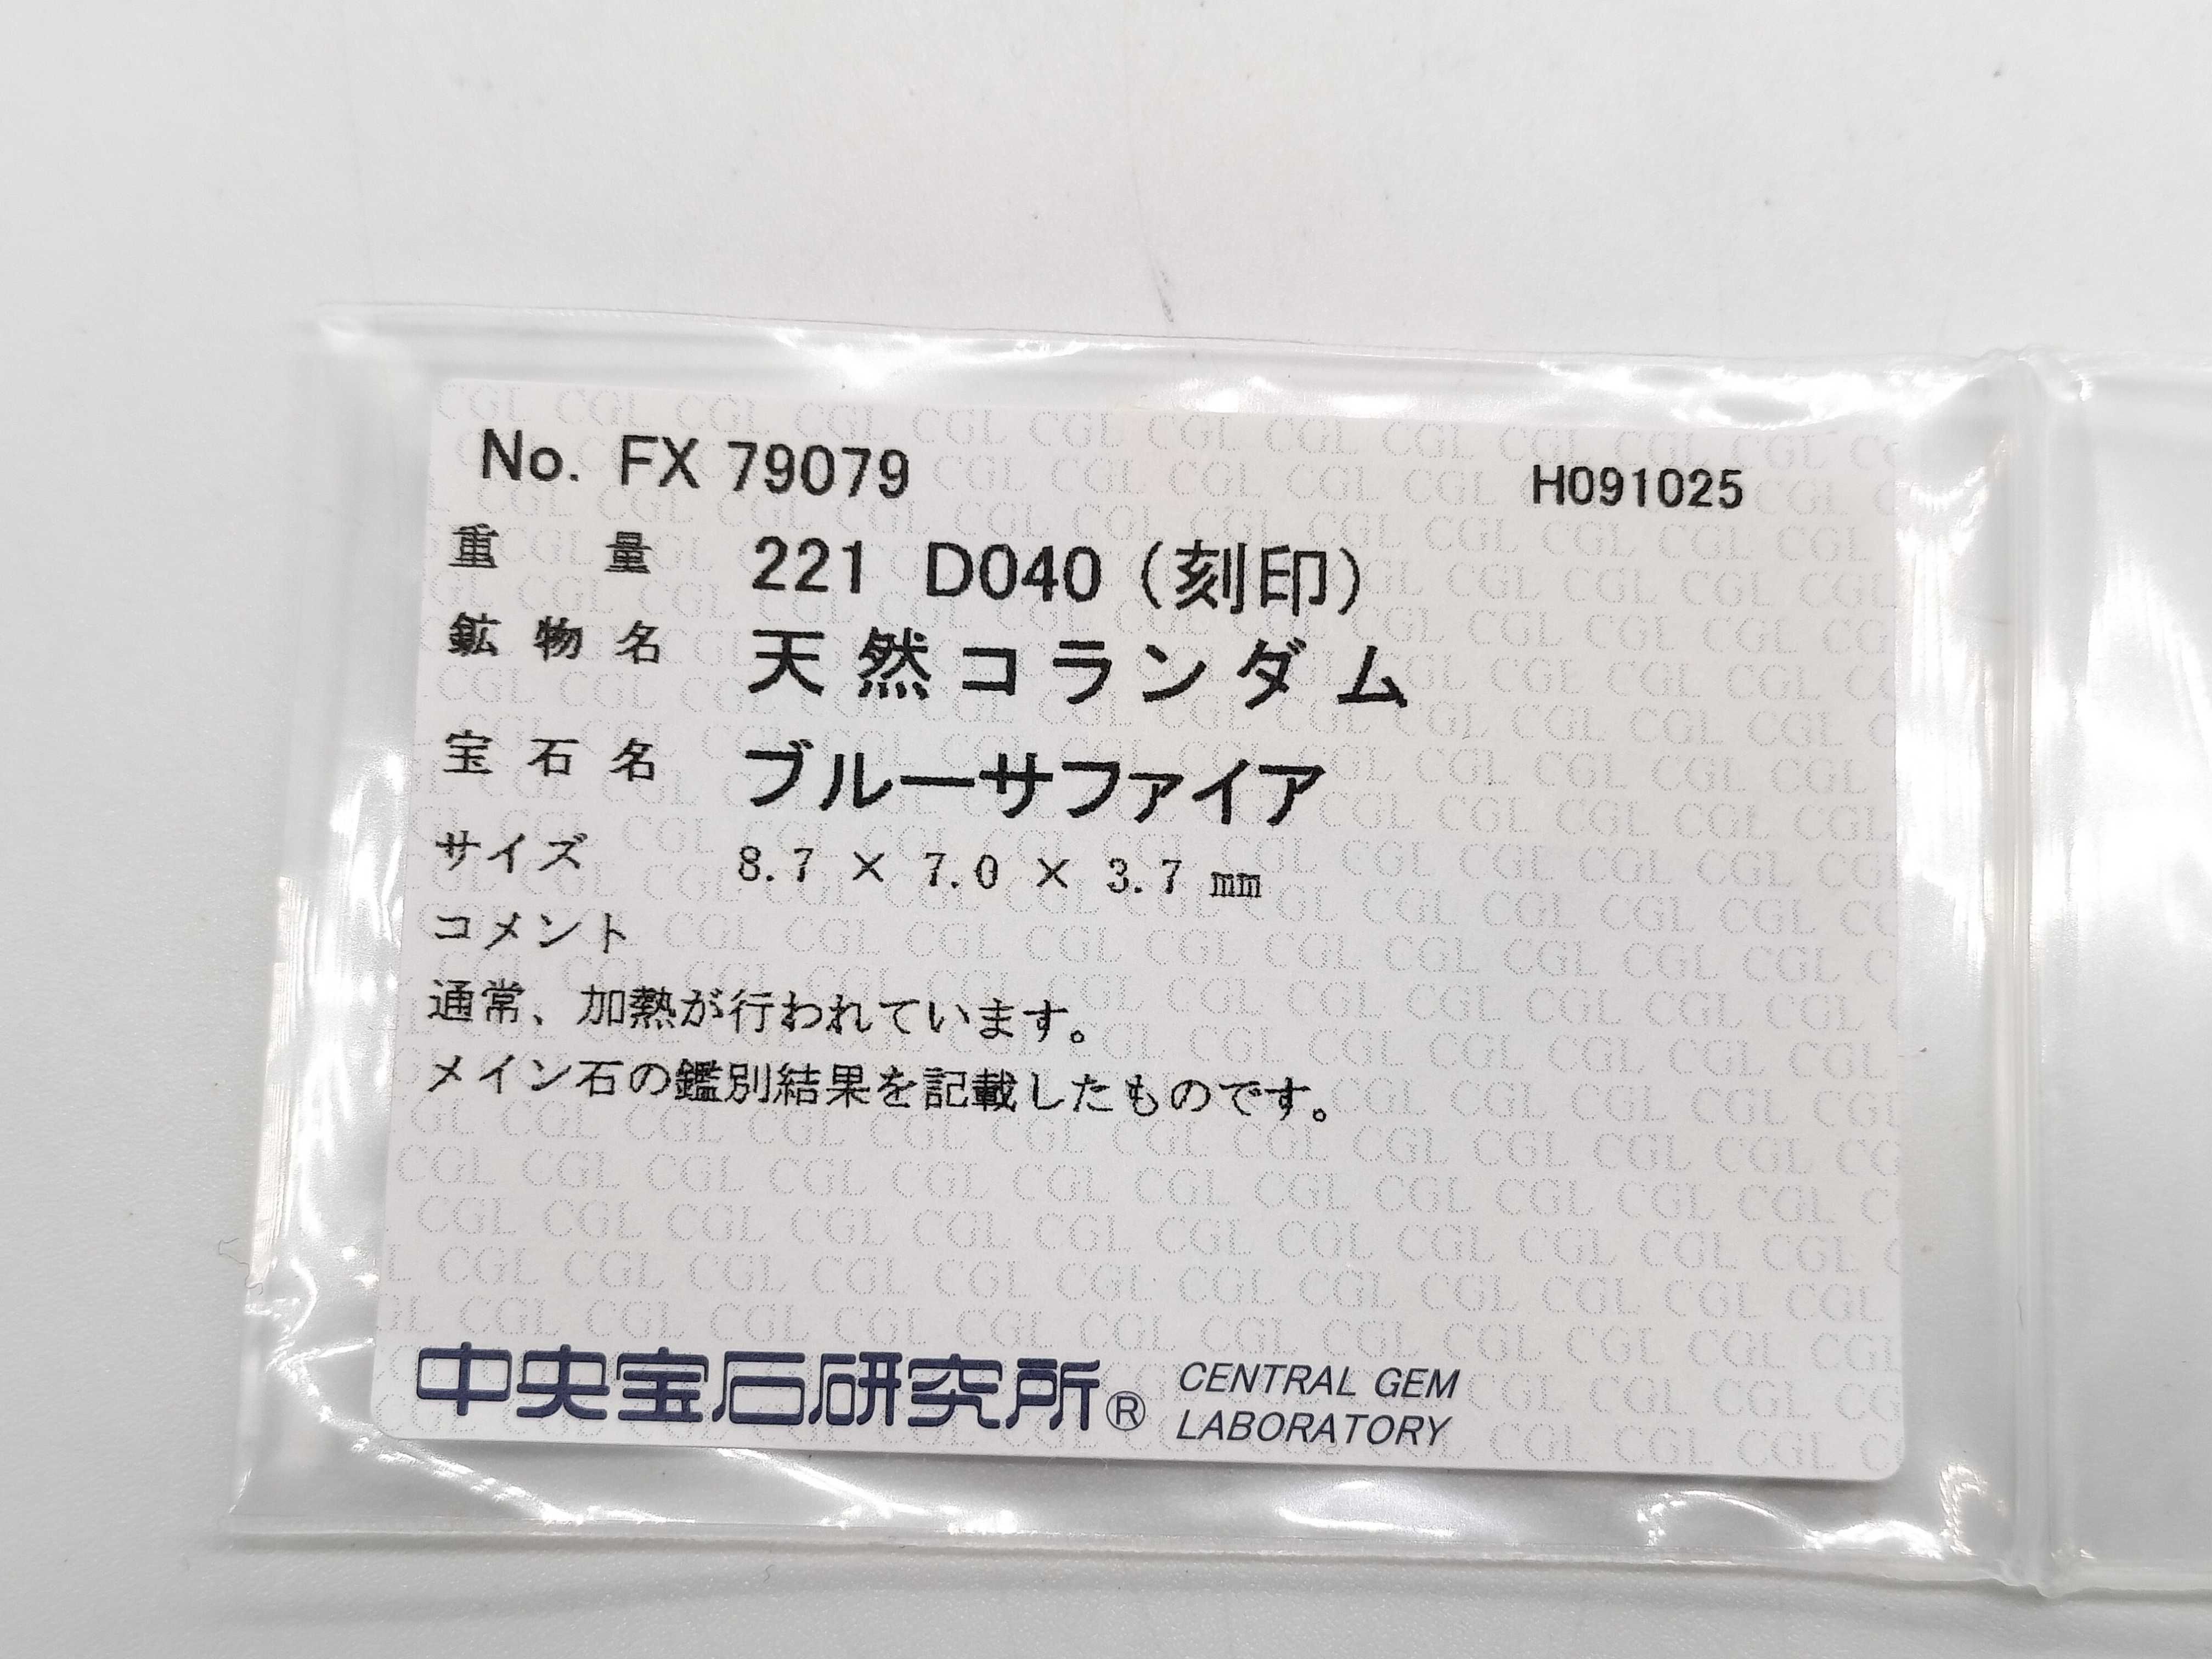 No. FX 79079 H091025
重量 221 D040(刻印)
鉱物名 天然コランダム
宝石名 ブルーサファイア
サイズ 8.7 × 7.0 × 3.7 mm
コメント
通常、加熱が行われています。
メイン石の鑑別結果を記載したものです。
中央宝石研究所® CENTRAL GEM
LABORATORY